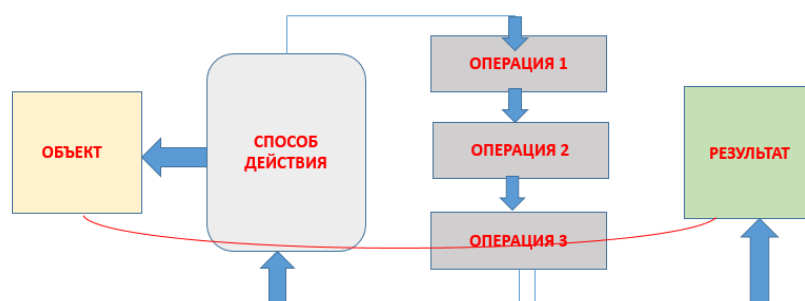 ОБЪЕКТ
СПОСОБ
ДЕЙСТВИЯ
ОПЕРАЦИЯ 1
ОПЕРАЦИЯ 2
ОПЕРАЦИЯ 3
РЕЗУЛЬТАТ